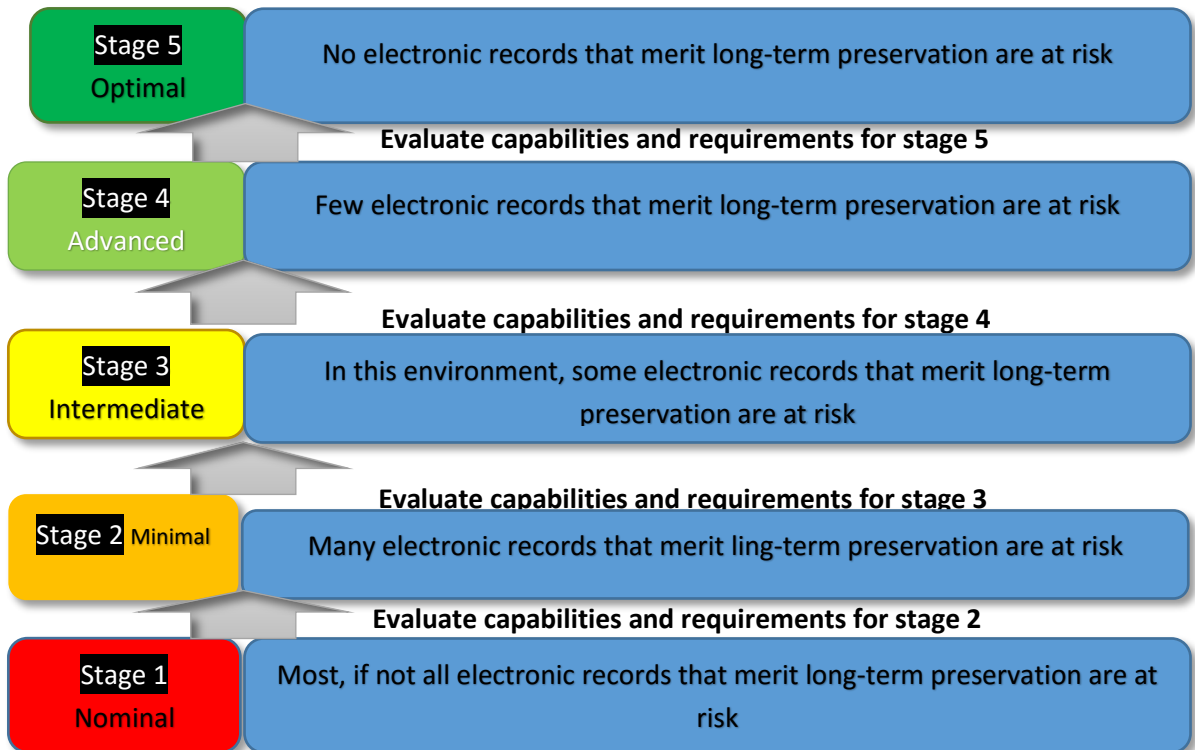 Stage 5
Optimal
No electronic records that merit long-term preservation are at risk
Evaluate capabilities and requirements for stage 5
Stage 4
Advanced
Few electronic records that merit long-term preservation are at risk
Evaluate capabilities and requirements for stage 4
Stage 3
Intermediate
In this environment, some electronic records that merit long-term
preservation are at risk
Evaluate capabilities and requirements for stage 3
Stage 2 Minimal
Many electronic records that merit ling-term preservation are at risk
Evaluate capabilities and requirements for stage 2
Stage 1
Nominal
Most, if not all electronic records that merit long-term preservation are at
risk